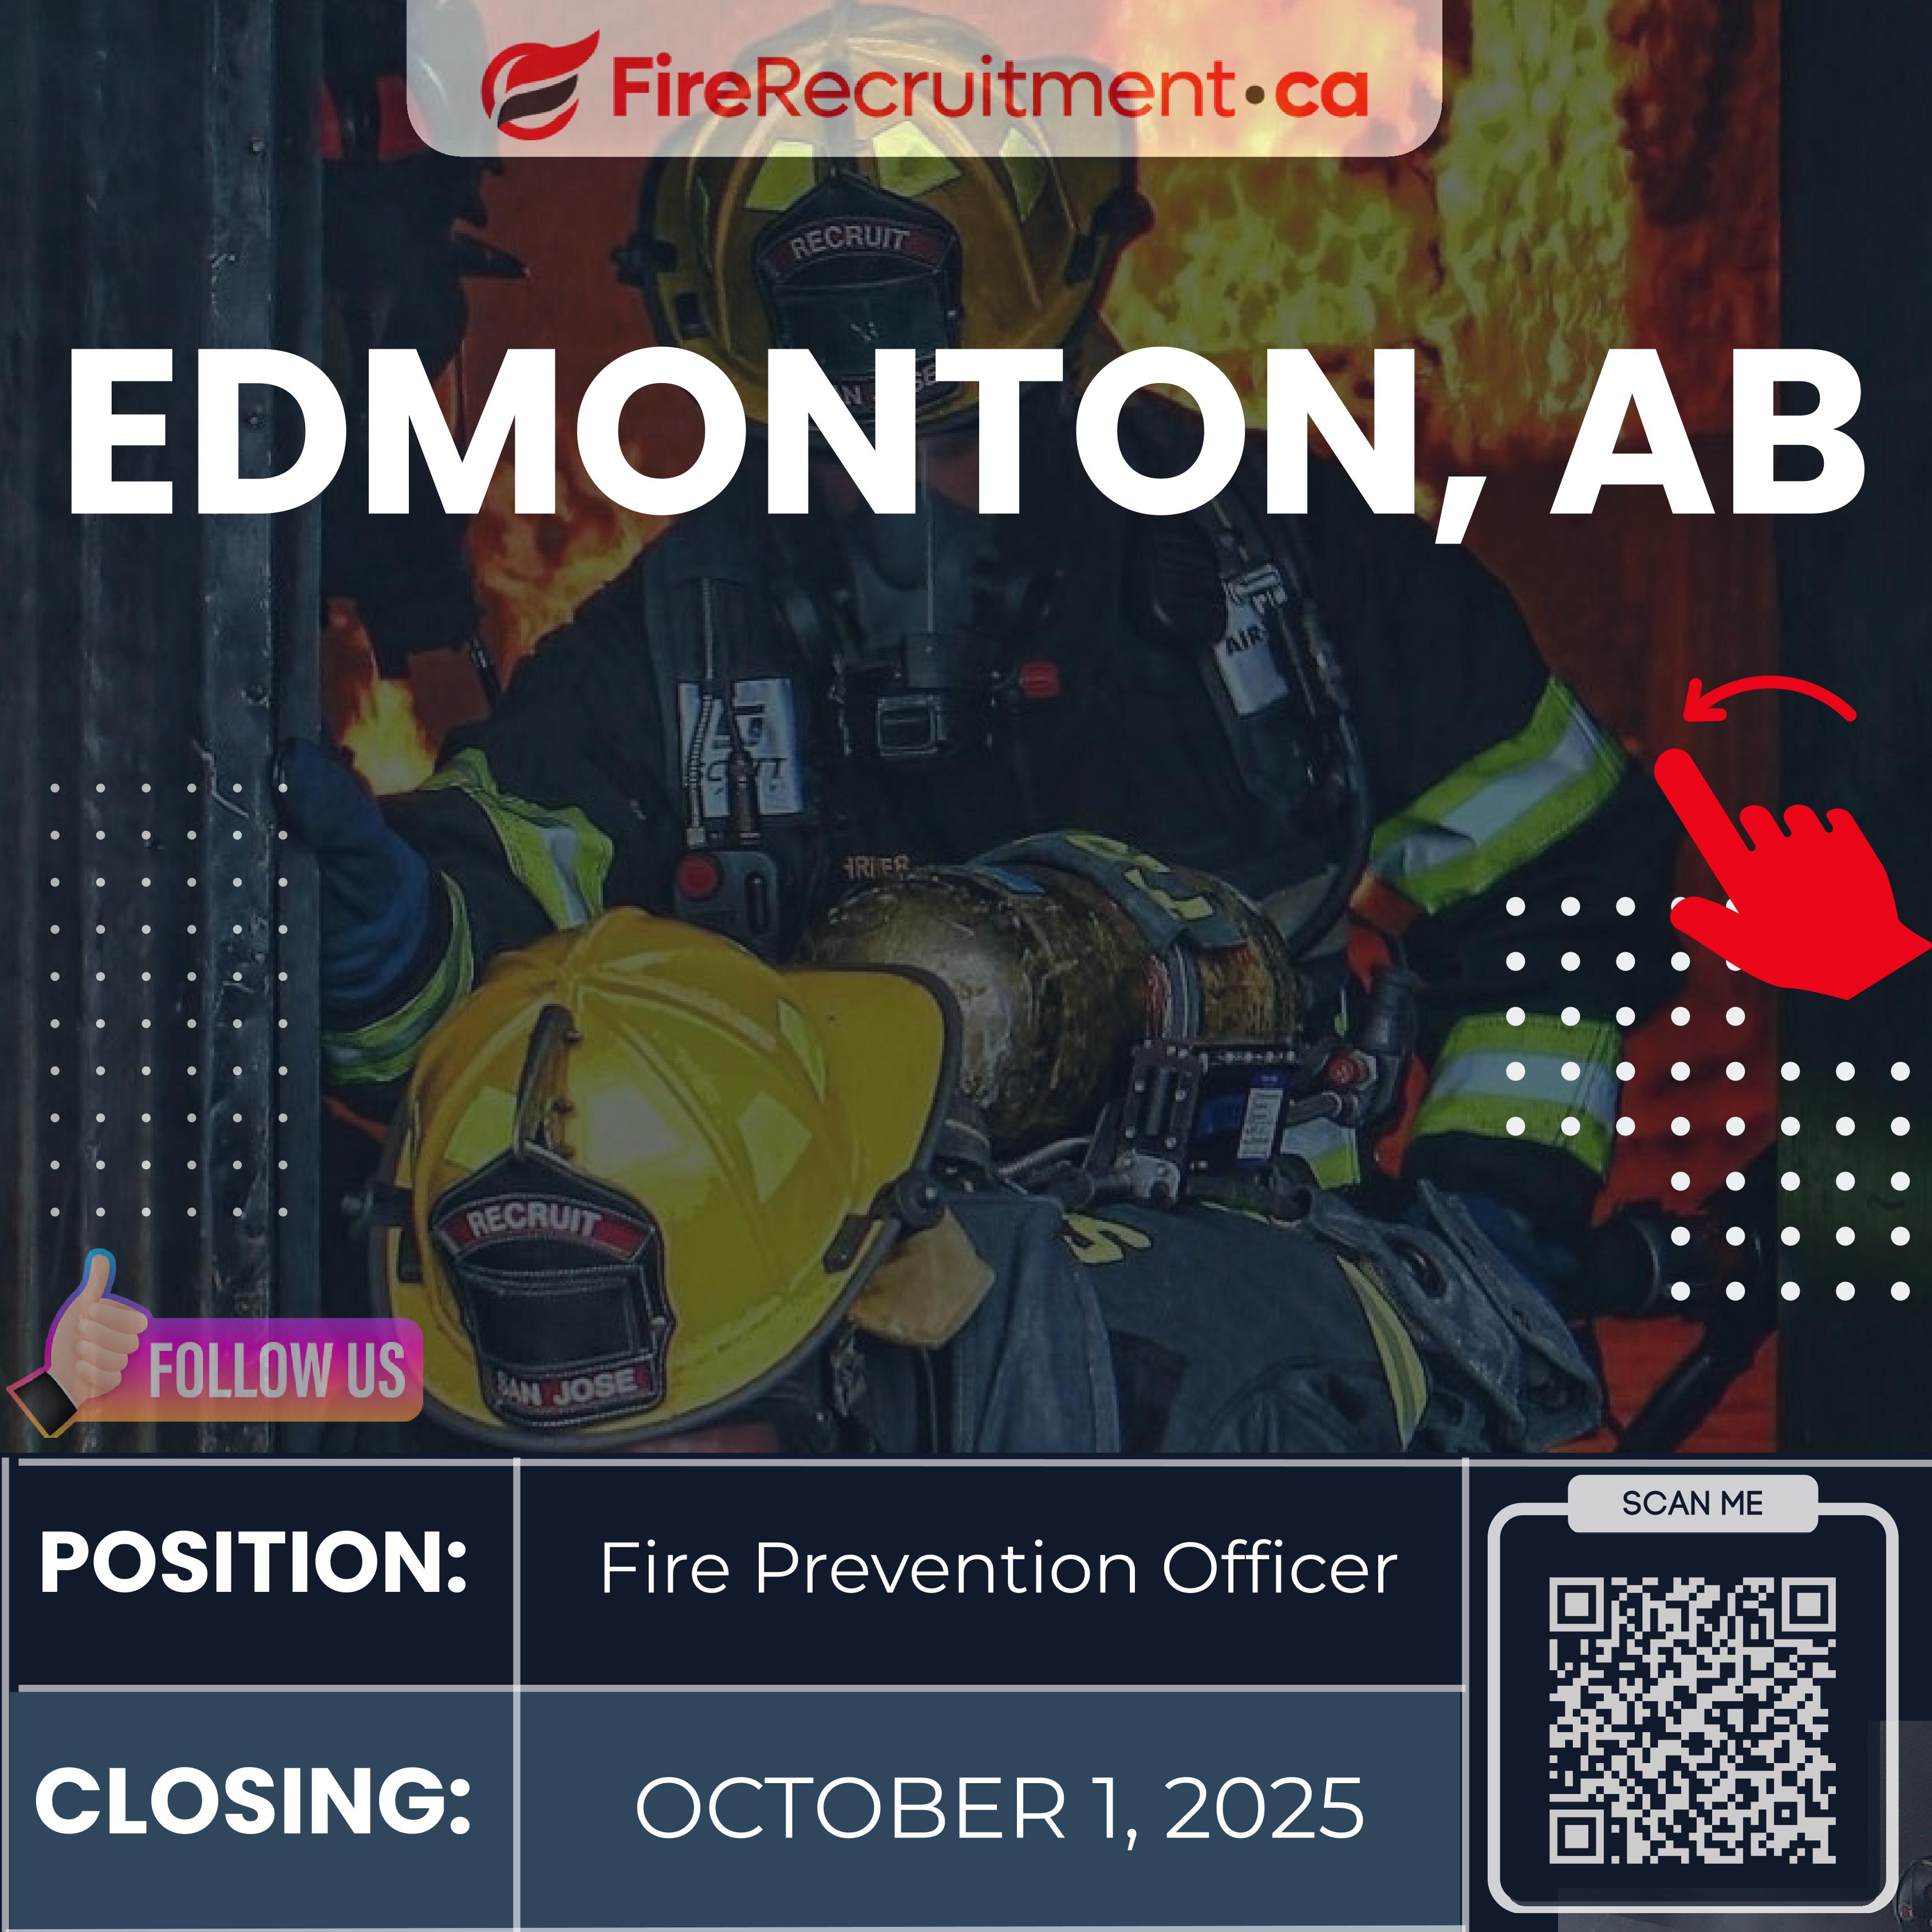 FireRecruitment.ca
RECRUIT
EDMONTON, AB
AIR
RECRUIT
SAN JOSE
FOLLOW US
POSITION:
Fire Prevention Officer
SCAN ME
CLOSING:
OCTOBER 1, 2025